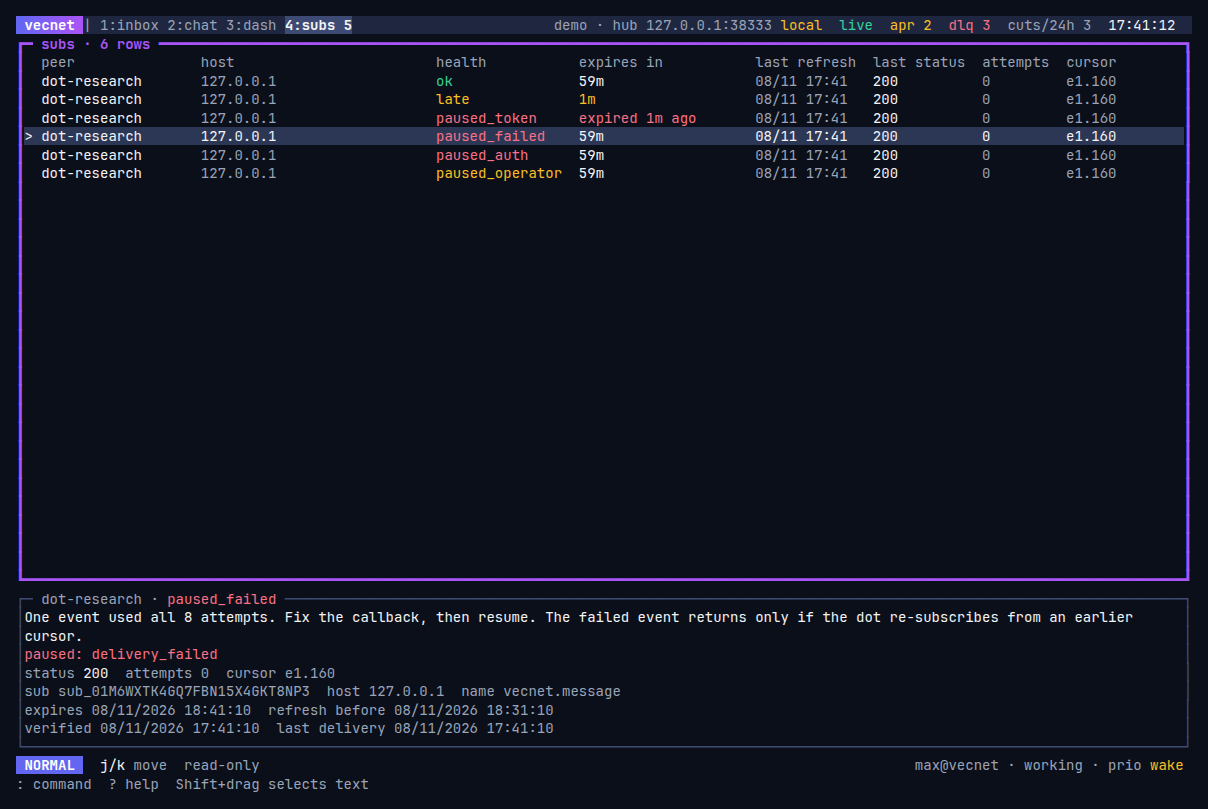 vecnet | 1:inbox 2:chat 3:dash 4:subs 5 demo · hub 127.0.0.1:38333 local live apr 2 dlq 3 cuts/24h 3 17:41:12
subs · 6 rows
peer host health expires in last refresh last status attempts cursor
dot-research 127.0.0.1 ok 59m 08/11 17:41 200 0 e1.160
dot-research 127.0.0.1 late 1m 08/11 17:41 200 0 e1.160
dot-research 127.0.0.1 paused_token expired 1m ago 08/11 17:41 200 0 e1.160
> dot-research 127.0.0.1 paused_failed 59m 08/11 17:41 200 0 e1.160
dot-research 127.0.0.1 paused_auth 59m 08/11 17:41 200 0 e1.160
dot-research 127.0.0.1 paused_operator 59m 08/11 17:41 200 0 e1.160
dot-research · paused_failed
One event used all 8 attempts. Fix the callback, then resume. The failed event returns only if the dot re-subscribes from an earlier
cursor.
paused: delivery_failed
status 200 attempts 0 cursor e1.160
sub sub_01M6WXTK4GQ7FBN15X4GKT8NP3 host 127.0.0.1 name vecnet.message
expires 08/11/2026 18:41:10 refresh before 08/11/2026 18:31:10
verified 08/11/2026 17:41:10 last delivery 08/11/2026 17:41:10
NORMAL j/k move read-only max@vecnet · working · prio wake
: command ? help Shift+drag selects text